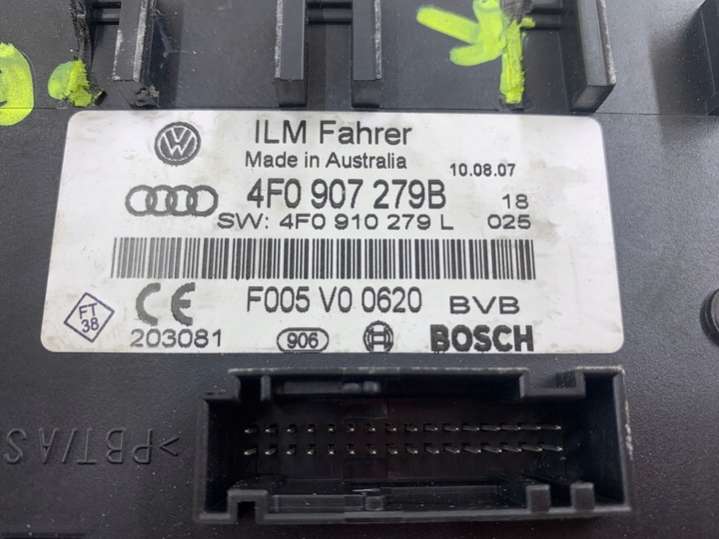 ILM Fahrer
Made in Australia
10.08.07
4F0 907 279B 18
SW: 4F0 910 279 L 025
FT 38
CE
F005 V0 0620 BVB
203081 906 BOSCH
>PBT/AS